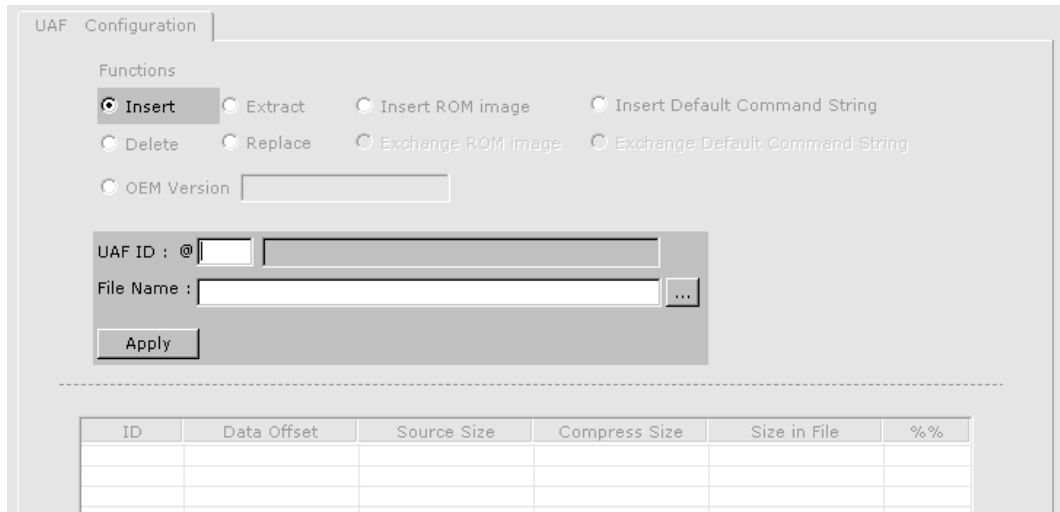 UAF Configuration
Functions
Insert Extract Insert ROM image Insert Default Command String
Delete Replace Exchange ROM image Exchange Default Command String
OEM Version
UAF ID : @
File Name : ...
Apply
ID Data Offset Source Size Compress Size Size in File %%